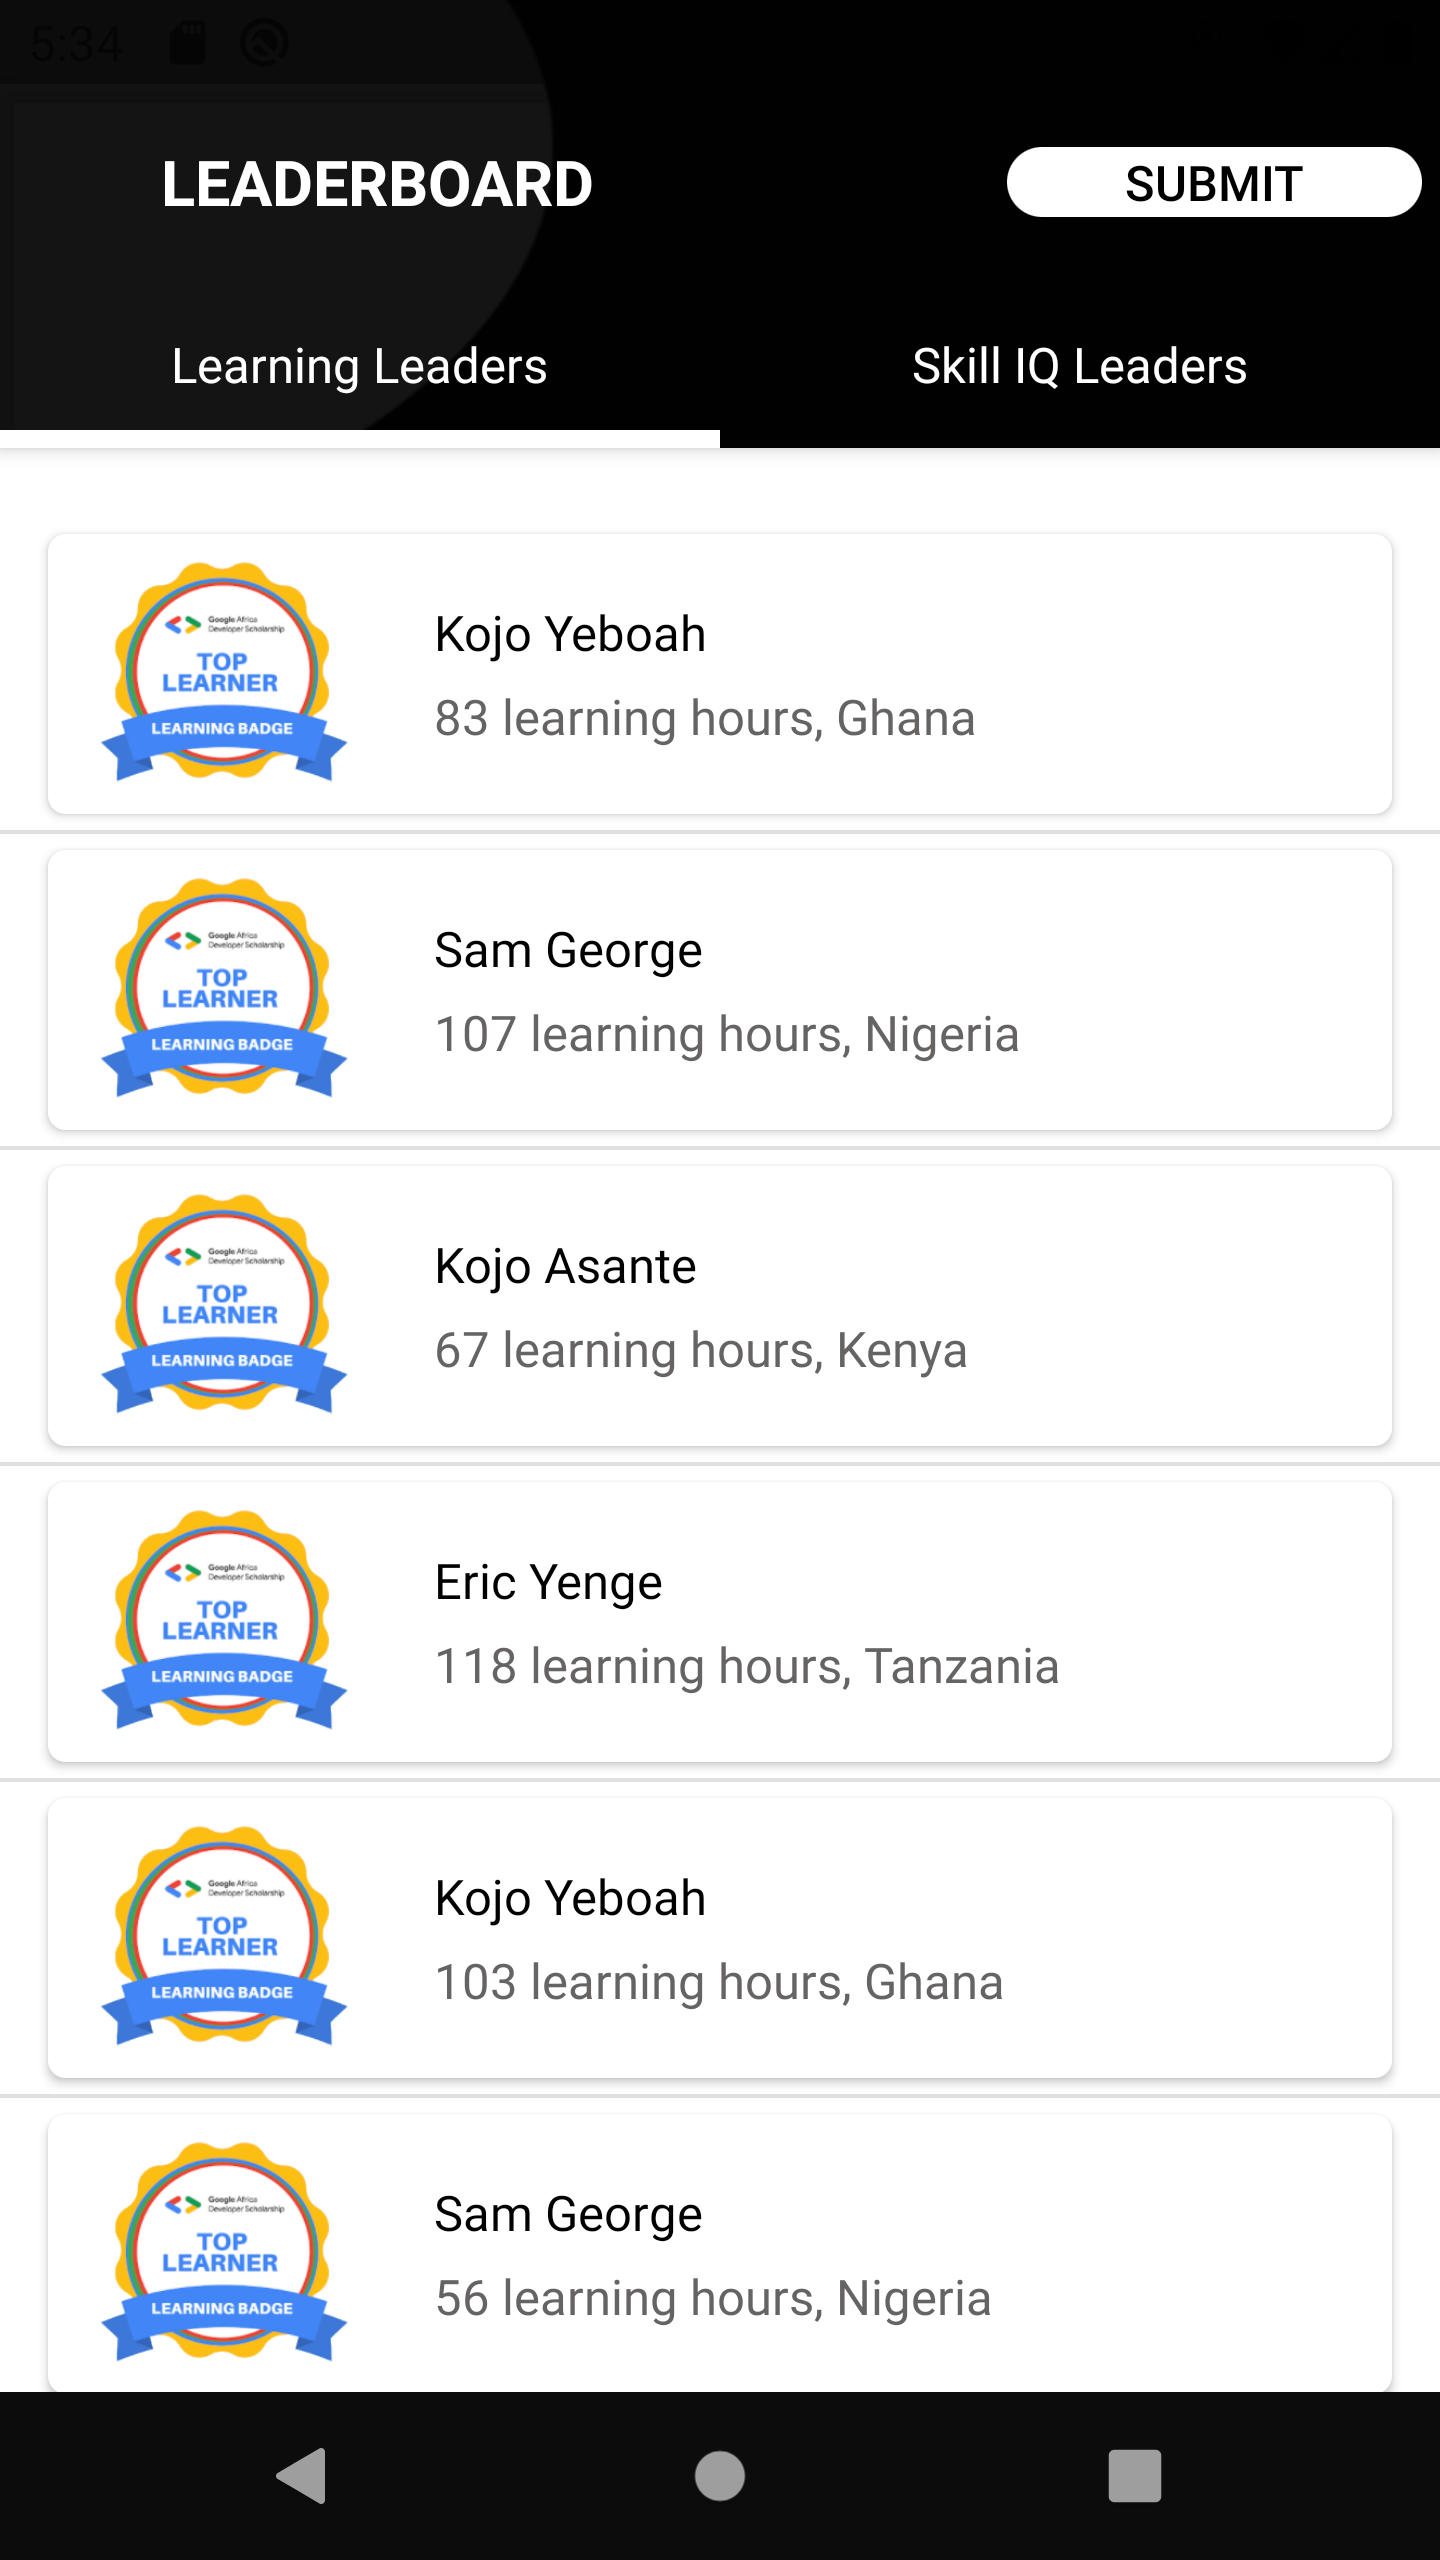 5:34
LEADERBOARD
SUBMIT
Learning Leaders
Skill IQ Leaders
Google Africa
Developer Scholarship
TOP
LEARNER
LEARNING BADGE
Kojo Yeboah
83 learning hours, Ghana
Google Africa
Developer Scholarship
TOP
LEARNER
LEARNING BADGE
Sam George
107 learning hours, Nigeria
Google Africa
Developer Scholarship
TOP
LEARNER
LEARNING BADGE
Kojo Asante
67 learning hours, Kenya
Google Africa
Developer Scholarship
TOP
LEARNER
LEARNING BADGE
Eric Yenge
118 learning hours, Tanzania
Google Africa
Developer Scholarship
TOP
LEARNER
LEARNING BADGE
Kojo Yeboah
103 learning hours, Ghana
Google Africa
Developer Scholarship
TOP
LEARNER
LEARNING BADGE
Sam George
56 learning hours, Nigeria